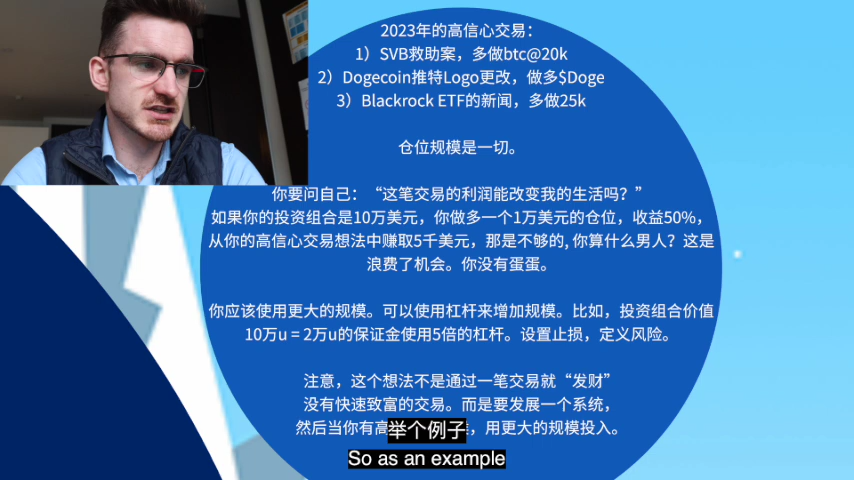 2023年的高信心交易：
1）SVB救助案，多做btc@20k
2）Dogecoin推特Logo更改，做多$Doge
3）Blackrock ETF的新闻，多做25k
仓位规模是一切。
你要问自己：“这笔交易的利润能改变我的生活吗？”
如果你的投资组合是10万美元，你做多一个1万美元的仓位，收益50%，
从你的高信心交易想法中赚取5千美元，那是不够的, 你算什么男人？这是
浪费了机会。你没有蛋蛋。
你应该使用更大的规模。可以使用杠杆来增加规模。比如，投资组合价值
10万u = 2万u的保证金使用5倍的杠杆。设置止损，定义风险。
注意，这个想法不是通过一笔交易就“发财”
没有快速致富的交易。而是要发展一个系统，
然后当你有高，用更大的规模投入。
举个例子
So as an example